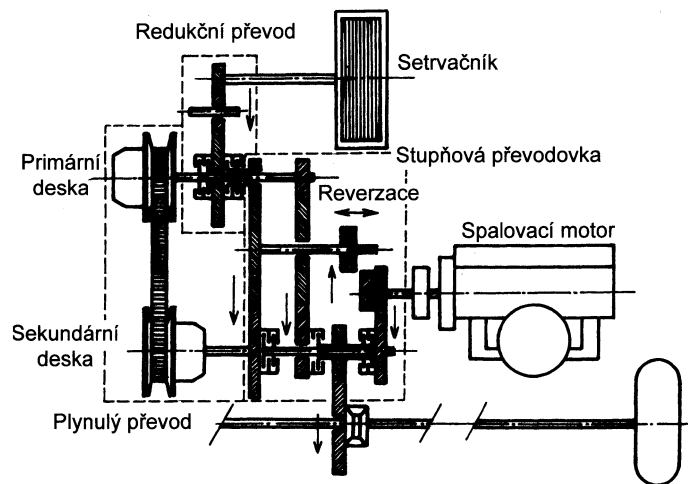 Redukční převod
Setrvačník
Primární
deska
Stupňová převodovka
Reverzace
Spalovací motor
Sekundární
deska
Plynulý převod